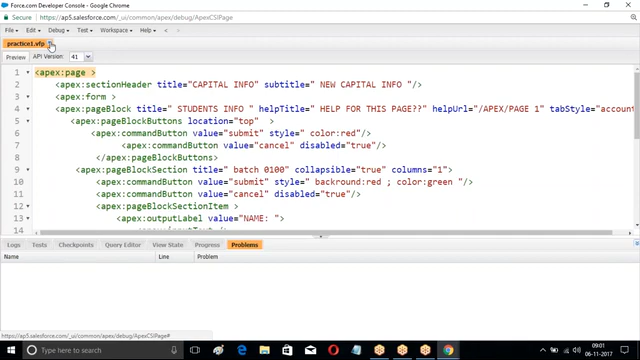 Force.com Developer Console - Google Chrome
Secure https://ap5.salesforce.com/_ui/common/apex/debug/ApexCSIPage
File Edit Debug Test Workspace Help < >
practice1.vfp
Preview API Version: 41
1 <apex:page >
2 <apex:sectionHeader title="CAPITAL INFO" subtitle=" NEW CAPITAL INFO "/>
3 <apex:form >
4 <apex:pageBlock title=" STUDENTS INFO " helpTitle=" HELP FOR THIS PAGE??" helpUrl="/APEX/PAGE 1" tabStyle="account
5 <apex:pageBlockButtons location="top" >
6 <apex:commandButton value="submit" style=" color:red"/>
7 <apex:commandButton value="cancel" disabled="true"/>
8 </apex:pageBlockButtons>
9 <apex:pageBlockSection title=" batch 0100" collapsible="true" columns="1">
10 <apex:commandButton value="submit" style=" backround:red ; color:green "/>
11 <apex:commandButton value="cancel" disabled="true"/>
12 <apex:pageBlockSectionItem >
13 <apex:outputLabel value="NAME: ">
14
Logs Tests Checkpoints Query Editor View State Progress Problems
Name Line Problem
https://ap5.salesforce.com/_ui/common/apex/debug/ApexCSIPage#
Type here to search
09:01
06-11-2017